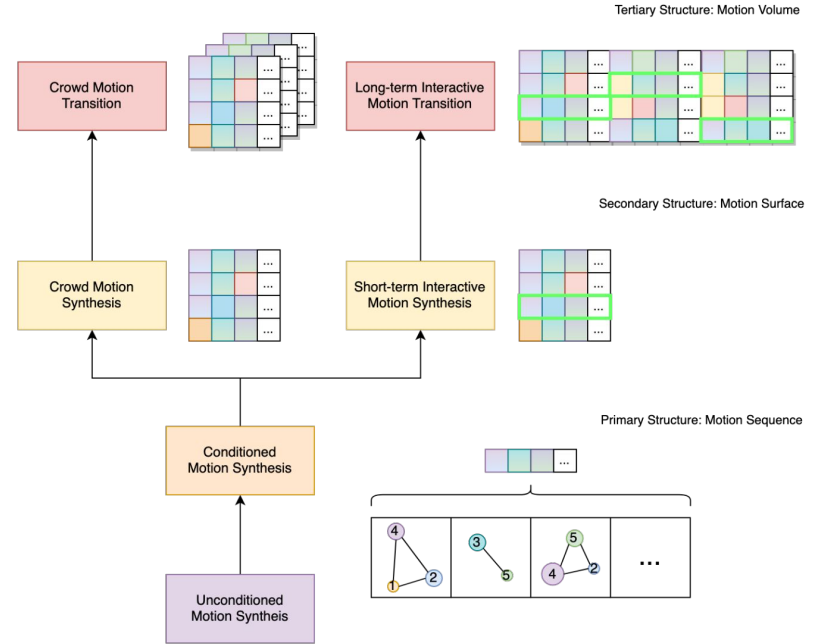 Tertiary Structure: Motion Volume
Crowd Motion
Transition
...
...
...
...
...
...
...
Long-term Interactive
Motion Transition
... ... ...
... ... ...
... ... ...
... ... ...
Secondary Structure: Motion Surface
Crowd Motion
Synthesis
...
...
...
...
Short-term Interactive
Motion Synthesis
...
...
...
...
Primary Structure: Motion Sequence
Conditioned
Motion Synthesis
...
4
1
2
3
5
5
4
2
...
Unconditioned
Motion Syntheis